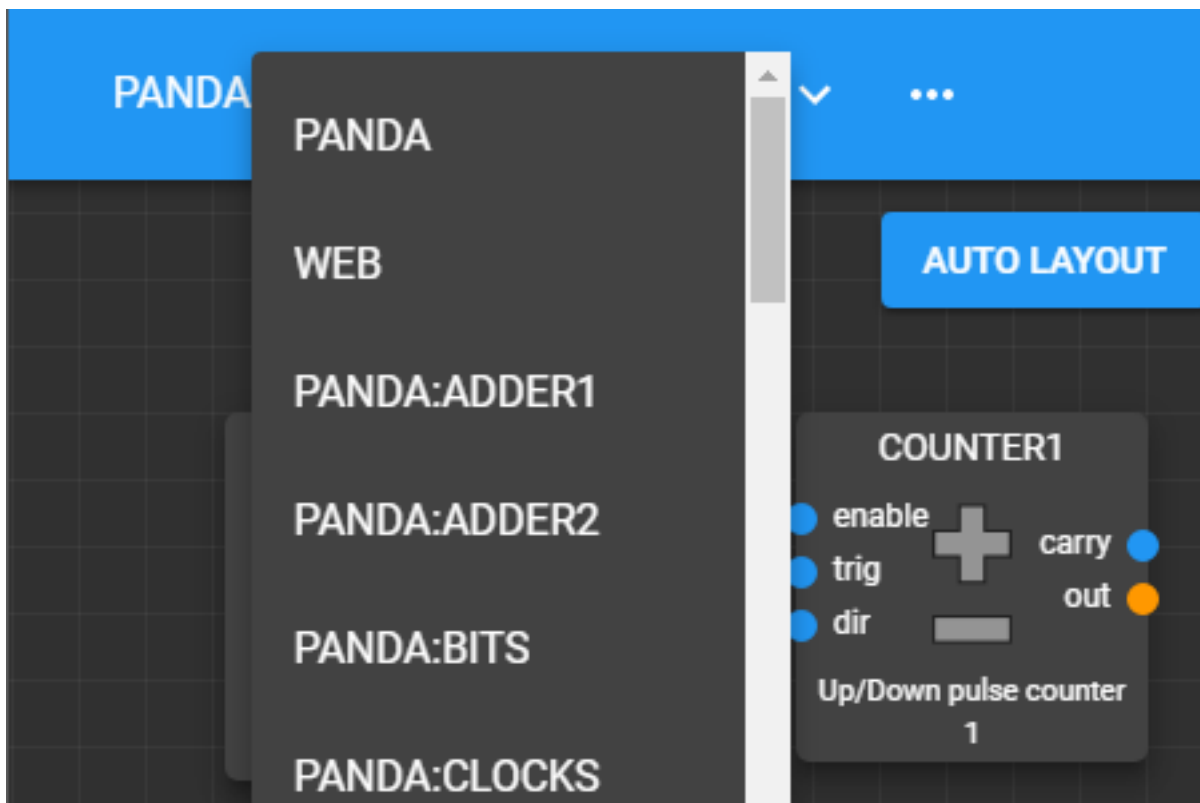 PANDA
PANDA
WEB
PANDA:ADDER1
PANDA:ADDER2
PANDA:BITS
PANDA:CLOCKS
AUTO LAYOUT
COUNTER1
enable
trig
dir
carry
out
Up/Down pulse counter
1